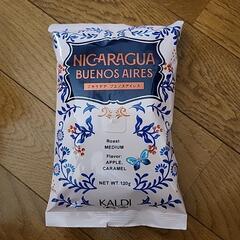 NICARAGUA
BUENOS AIRES
ニカラグア ブエノスアイレス
Roast
MEDIUM
Flavor:
APPLE,
CARAMEL
NET WT. 120g
KALDI